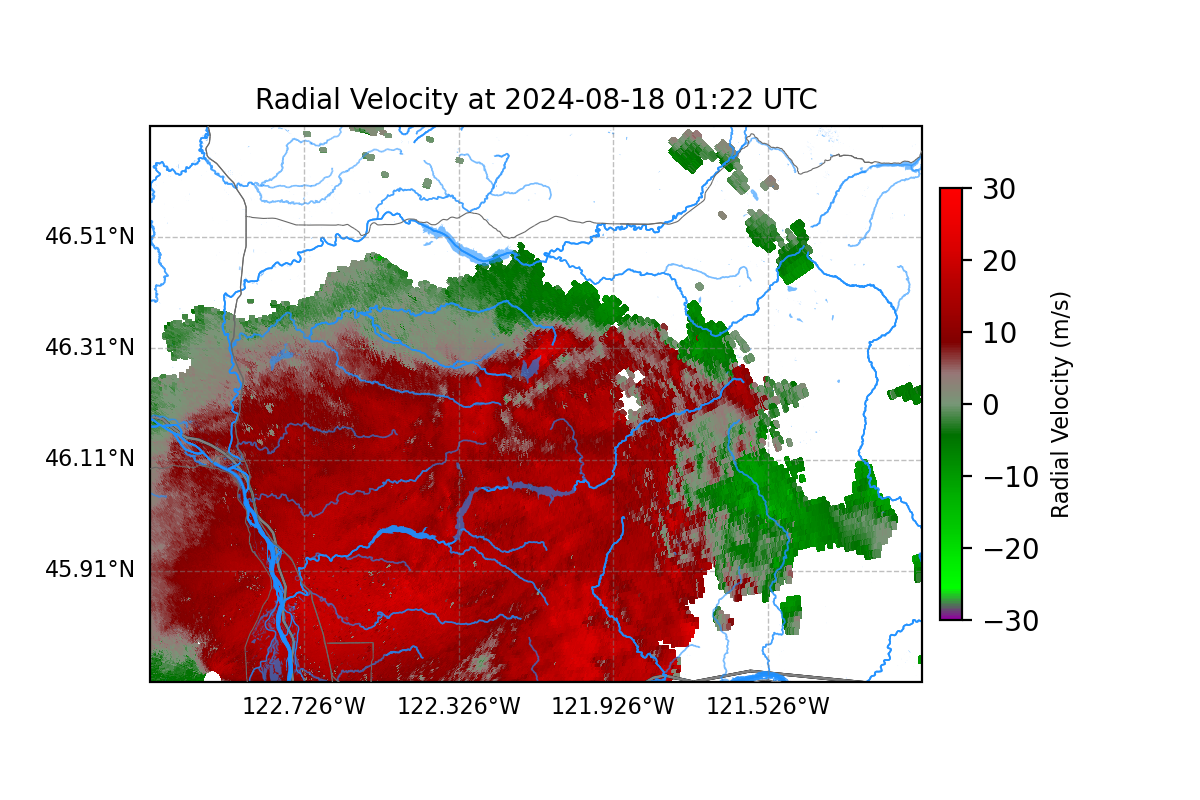 Radial Velocity at 2024-08-18 01:22 UTC
46.51°N
46.31°N
46.11°N
45.91°N
122.726°W
122.326°W
121.926°W
121.526°W
30
20
10
0
−10
−20
−30
Radial Velocity (m/s)